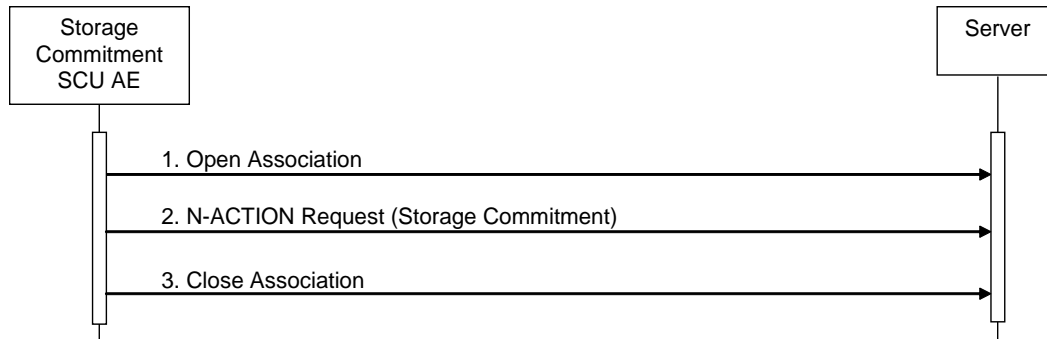 Storage
Commitment
SCU AE
Server
1. Open Association
2. N-ACTION Request (Storage Commitment)
3. Close Association